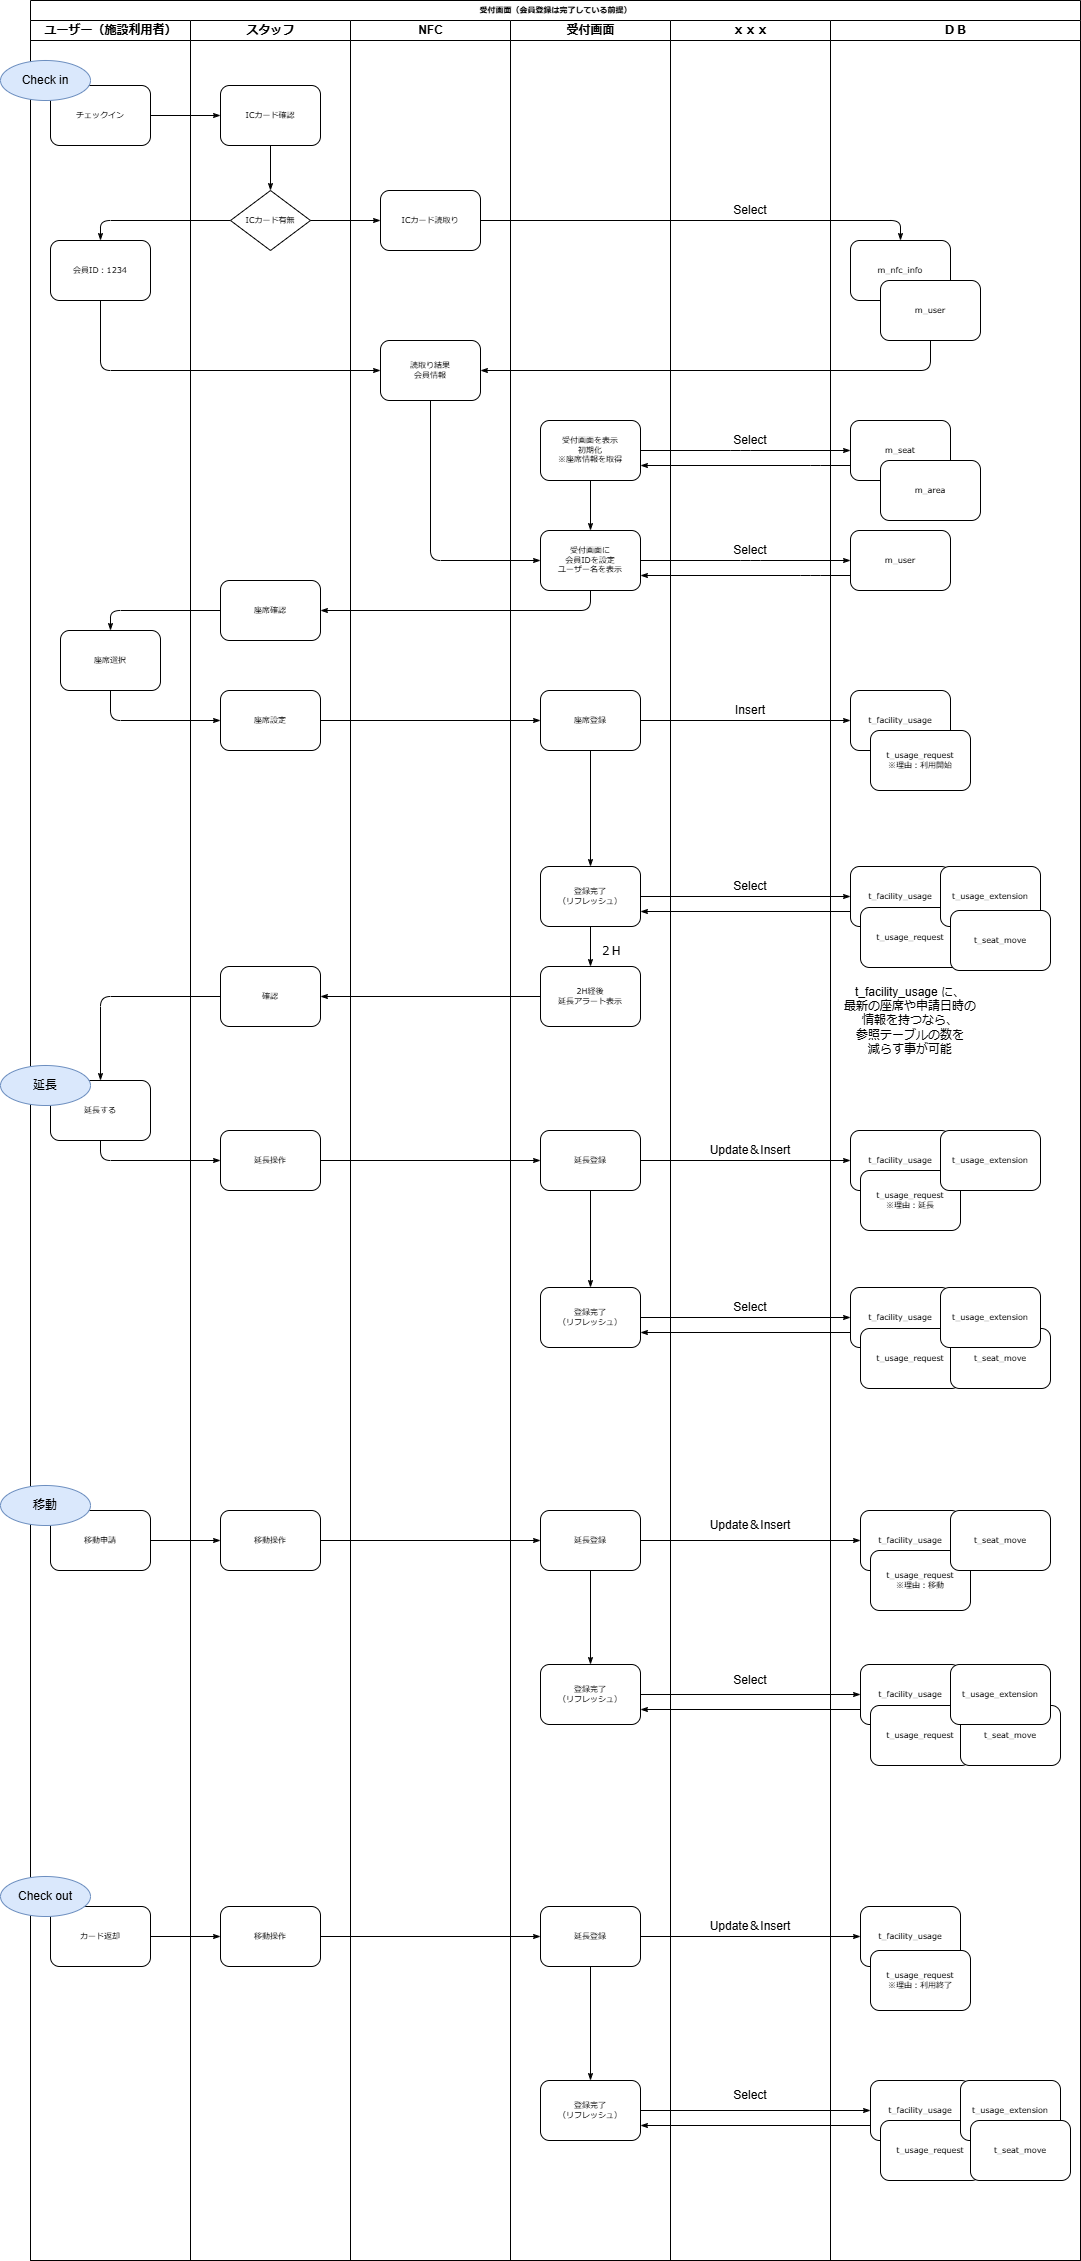 受付画面（会員登録は完了している前提）
ユーザー（施設利用者）
スタッフ
NFC
受付画面
ｘｘｘ
ＤＢ
Check in
チェックイン
ICカード確認
ICカード有無
ICカード読取り
Select
会員ID：1234
m_nfc_info
m_user
読取り結果
会員情報
受付画面を表示
初期化
※座席情報を取得
Select
m_seat
m_area
受付画面に
会員IDを設定
ユーザー名を表示
Select
m_user
座席確認
座席選択
座席設定
座席登録
Insert
t_facility_usage
t_usage_request
※理由：利用開始
登録完了
（リフレッシュ）
Select
t_facility_usage
t_usage_extension
t_usage_request
t_seat_move
２H
確認
2H経後
延長アラート表示
t_facility_usage に、
最新の座席や申請日時の
情報を持つなら、
参照テーブルの数を
減らす事が可能
延長
延長する
延長操作
延長登録
Update＆Insert
t_facility_usage
t_usage_extension
t_usage_request
※理由：延長
登録完了
（リフレッシュ）
Select
t_facility_usage
t_usage_extension
t_usage_request
t_seat_move
移動
移動申請
移動操作
延長登録
Update＆Insert
t_facility_usage
t_seat_move
t_usage_request
※理由：移動
登録完了
（リフレッシュ）
Select
t_facility_usage
t_usage_extension
t_usage_request
t_seat_move
Check out
カード返却
移動操作
延長登録
Update＆Insert
t_facility_usage
t_usage_request
※理由：利用終了
登録完了
（リフレッシュ）
Select
t_facility_usage
t_usage_extension
t_usage_request
t_seat_move